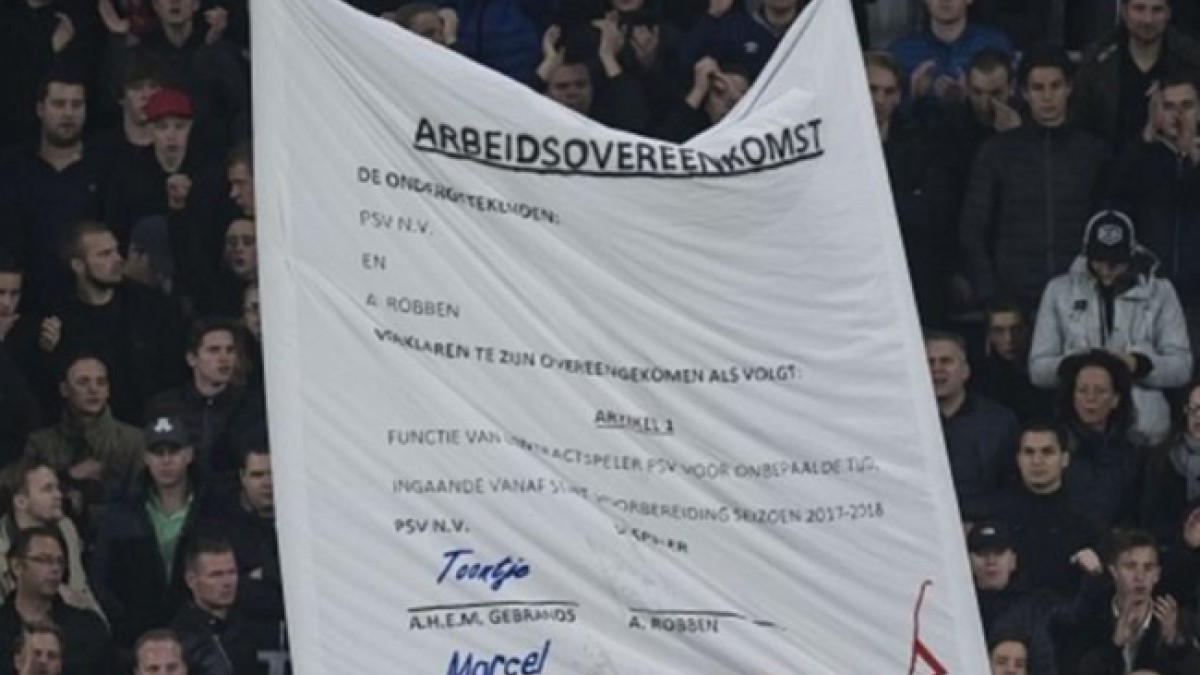 ARBEIDSOVEREENKOMST
DE ONDERGETEKENDEN:
PSV N.V.
EN
A. ROBBEN
VERKLAREN TE ZIJN OVEREENGEKOMEN ALS VOLGT:
ARTIKEL 1
FUNCTIE VAN CONTRACTSPELER PSV VOOR ONBEPAALDE TIJD,
INGAANDE VANAF START VOORBEREIDING SEIZOEN 2017-2018
PSV N.V. SPELER
Toontje
A.H.E.M. GEBRANDS A. ROBBEN
Marcel